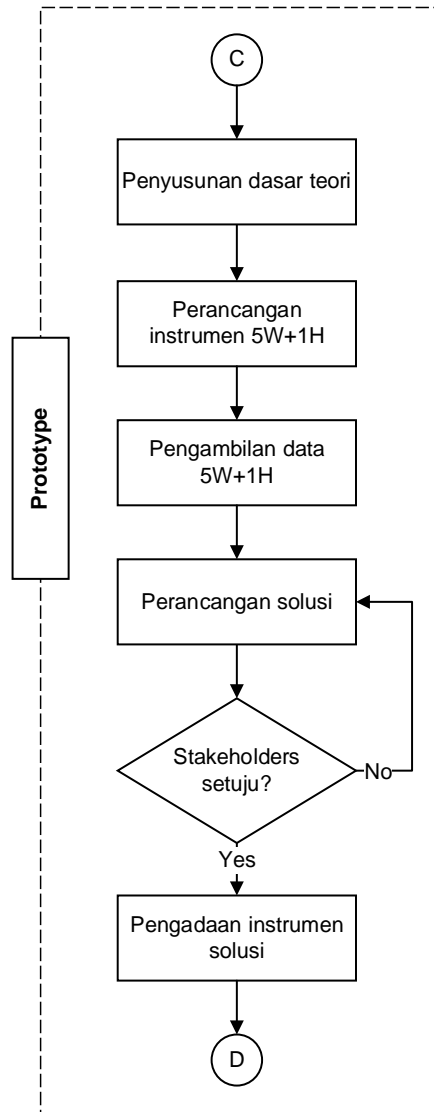 C
Penyusunan dasar teori
Perancangan
instrumen 5W+1H
Prototype
Pengambilan data
5W+1H
Perancangan solusi
Stakeholders
setuju?
No
Yes
Pengadaan instrumen
solusi
D